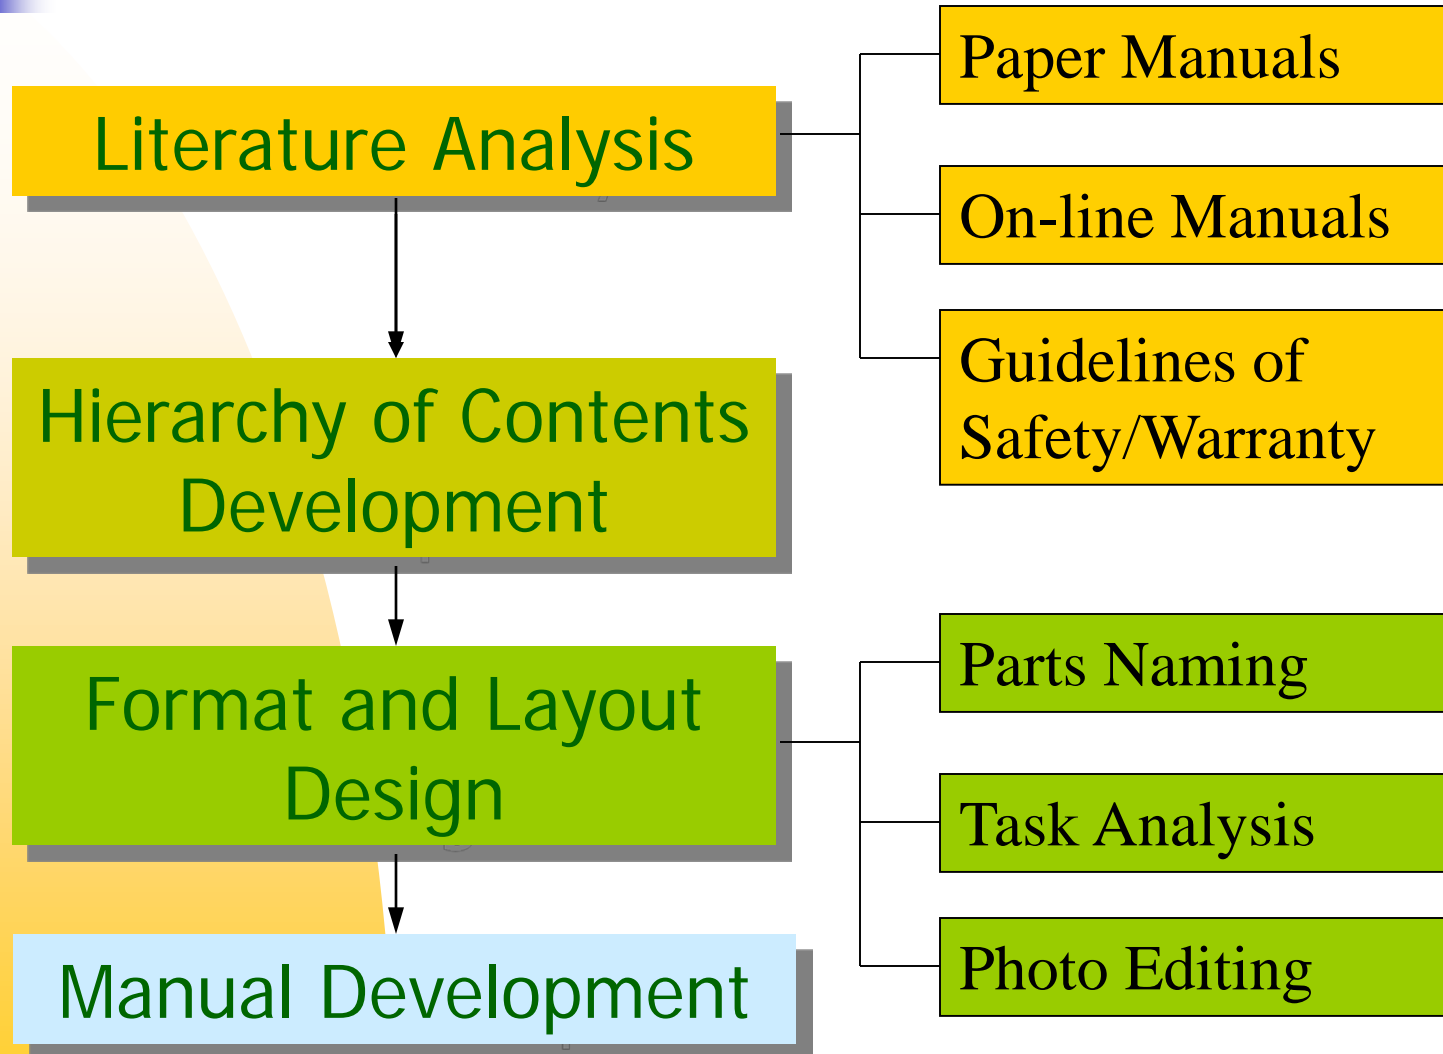 Literature Analysis
Paper Manuals
On-line Manuals
Guidelines of
Safety/Warranty
Hierarchy of Contents
Development
Format and Layout
Design
Parts Naming
Task Analysis
Photo Editing
Manual Development